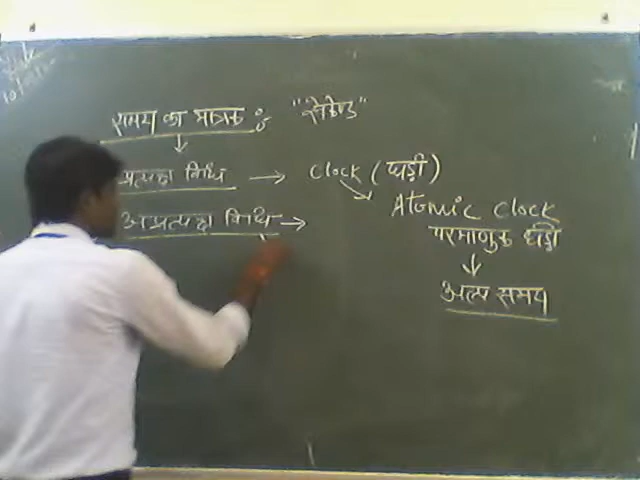 समय का मात्रक : "सेकेण्ड"
प्रत्यक्ष विधि → Clock (घड़ी)
अप्रत्यक्ष विधि →
Atomic Clock
परमाणुक घड़ी
अल्प समय